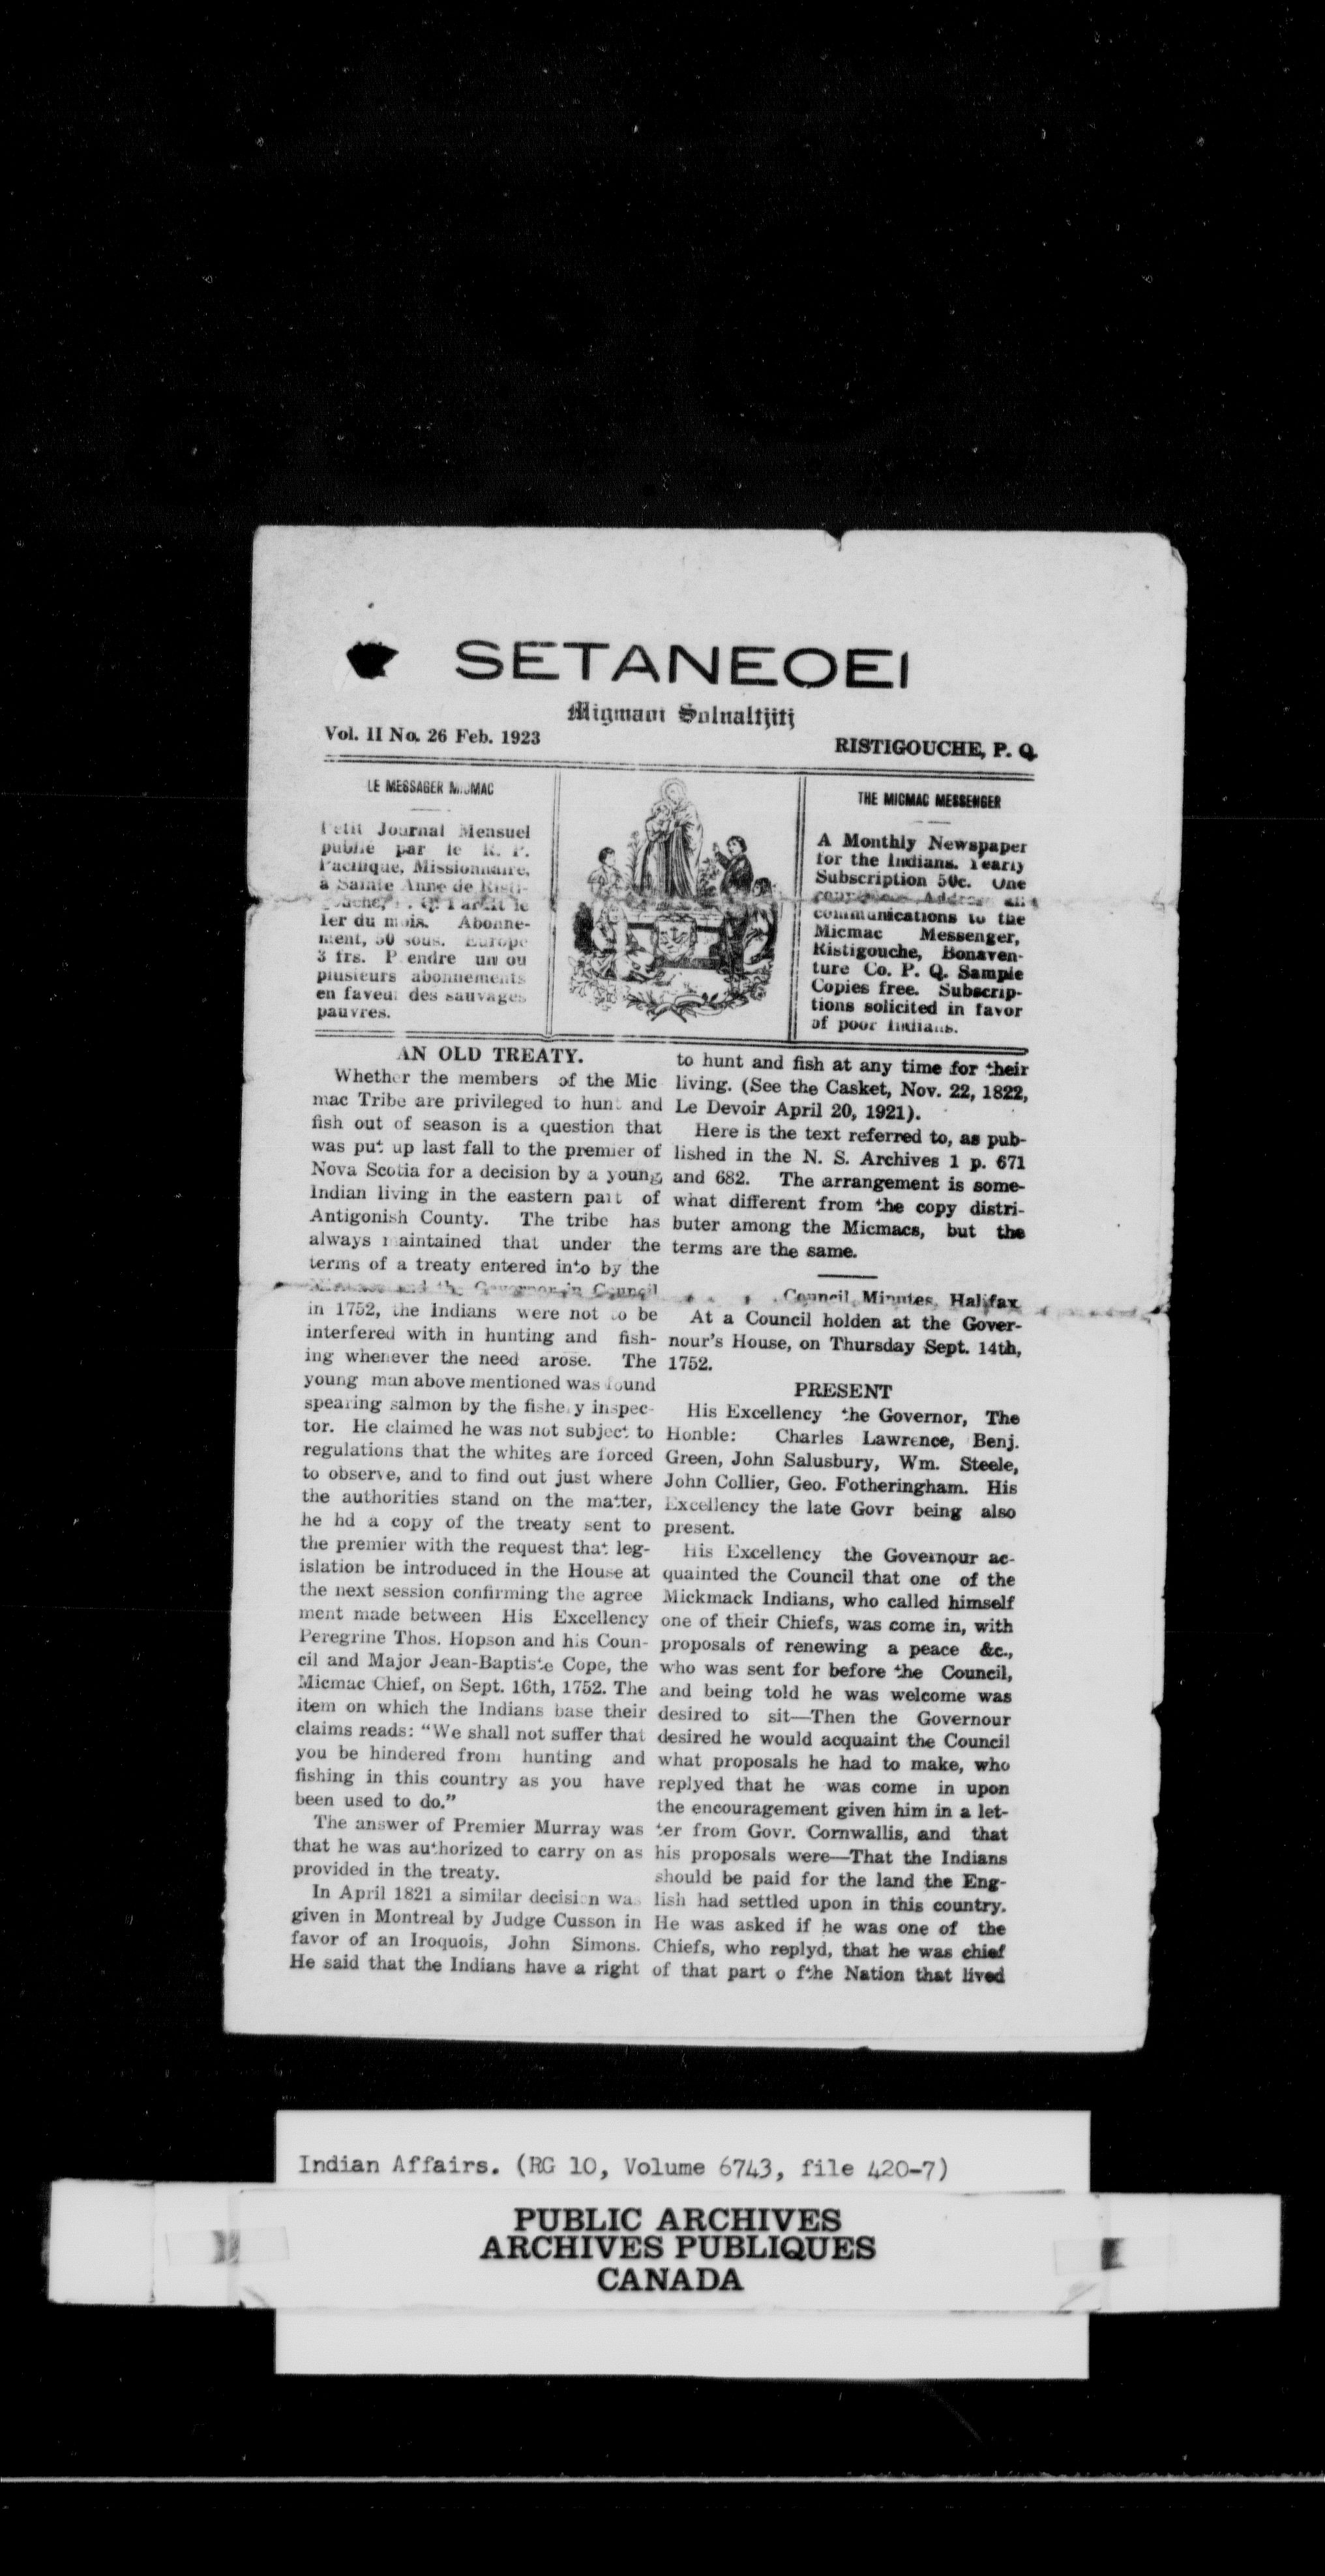 SETANEOEI
Migmaoi Solnaltjitj
Vol. II No. 26 Feb. 1923
RISTIGOUCHE, P. Q.
LE MESSAGER MICMAC
Petit Journal Mensuel
publie par le R. P.
Pacifique, Missionnaire,
a Sainte Anne de Risti-
gouche, P. Q. Parait le
1er du mois. Abonne-
ment, 50 sous. Europe
3 frs. Prendre un ou
plusieurs abonnements
en faveur des sauvages
pauvres.
THE MICMAC MESSENGER
A Monthly Newspaper
for the Indians. Yearly
Subscription 50c. One
Address all
communications to the
Micmac Messenger,
Ristigouche, Bonaven-
ture Co. P. Q. Sample
Copies free. Subscrip-
tions solicited in favor
of poor Indians.
AN OLD TREATY.
Whether the members of the Mic
mac Tribe are privileged to hunt and
fish out of season is a question that
was put up last fall to the premier of
Nova Scotia for a decision by a young
Indian living in the eastern part of
Antigonish County. The tribe has
always maintained that under the
terms of a treaty entered into by the
and the Governor in Council
in 1752, the Indians were not to be
interfered with in hunting and fish-
ing whenever the need arose. The
young man above mentioned was found
spearing salmon by the fishery inspec-
tor. He claimed he was not subject to
regulations that the whites are forced
to observe, and to find out just where
the authorities stand on the matter,
he hd a copy of the treaty sent to
the premier with the request that leg-
islation be introduced in the House at
the next session confirming the agree
ment made between His Excellency
Peregrine Thos. Hopson and his Coun-
cil and Major Jean-Baptiste Cope, the
Micmac Chief, on Sept. 16th, 1752. The
item on which the Indians base their
claims reads: "We shall not suffer that
you be hindered from hunting and
fishing in this country as you have
been used to do."
The answer of Premier Murray was
that he was authorized to carry on as
provided in the treaty.
In April 1821 a similar decision was
given in Montreal by Judge Cusson in
favor of an Iroquois, John Simons.
He said that the Indians have a right
to hunt and fish at any time for their
living. (See the Casket, Nov. 22, 1822,
Le Devoir April 20, 1921).
Here is the text referred to, as pub-
lished in the N. S. Archives 1 p. 671
and 682. The arrangement is some-
what different from the copy distri-
buter among the Micmacs, but the
terms are the same.
Council Minutes, Halifax
At a Council holden at the Gover-
nour's House, on Thursday Sept. 14th,
1752.
PRESENT
His Excellency the Governor, The
Honble: Charles Lawrence, Benj.
Green, John Salusbury, Wm. Steele,
John Collier, Geo. Fotheringham. His
Excellency the late Govr being also
present.
His Excellency the Governour ac-
quainted the Council that one of the
Mickmack Indians, who called himself
one of their Chiefs, was come in, with
proposals of renewing a peace &c.,
who was sent for before the Council,
and being told he was welcome was
desired to sit—Then the Governour
desired he would acquaint the Council
what proposals he had to make, who
replyed that he was come in upon
the encouragement given him in a let-
ter from Govr. Cornwallis, and that
his proposals were—That the Indians
should be paid for the land the Eng-
lish had settled upon in this country.
He was asked if he was one of the
Chiefs, who replyd, that he was chief
of that part o fthe Nation that lived
Indian Affairs. (RG 10, Volume 6743, file 420-7)
PUBLIC ARCHIVES
ARCHIVES PUBLIQUES
CANADA